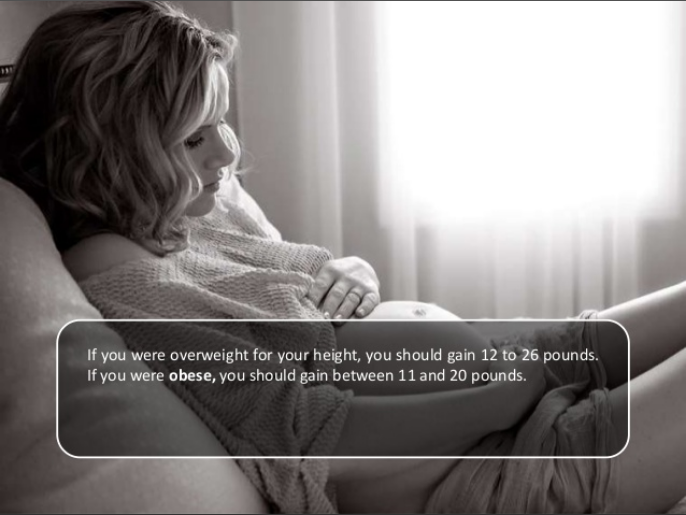 If you were overweight for your height, you should gain 12 to 26 pounds.
If you were obese, you should gain between 11 and 20 pounds.